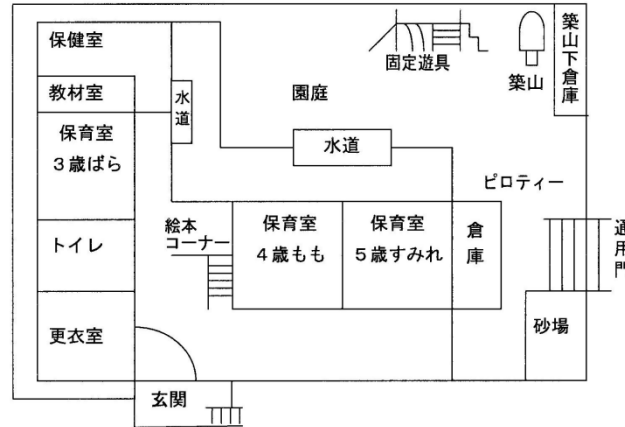 保健室
教材室
保育室
３歳ばら
トイレ
更衣室
玄関
水道
園庭
水道
固定遊具
築山
築山下倉庫
ピロティー
絵本
コーナー
保育室
４歳もも
保育室
５歳すみれ
倉庫
通用門
砂場